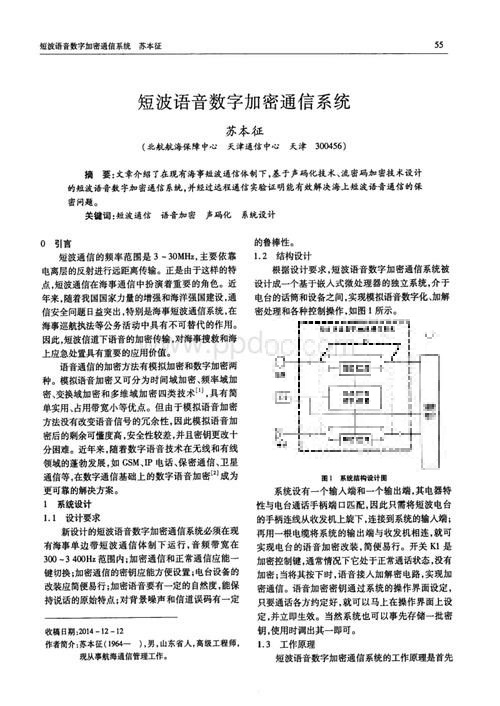 短波语音数字加密通信系统 苏本征
55
短波语音数字加密通信系统
苏本征
(北航航海保障中心 天津通信中心 天津 300456)
摘 要:文章介绍了在现有海事短波通信体制下,基于声码化技术、流密码加密技术设计
的短波语音数字加密通信系统,并经过远程通信实验证明能有效解决海上短波语音通信的保
密问题。
关键词:短波通信 语音加密 声码化 系统设计
0 引言
短波通信的频率范围是 3 ~ 30MHz,主要依靠
电离层的反射进行远距离传输。正是由于这样的特
点,短波通信在海事通信中扮演着重要的角色。近
年来,随着我国国家力量的增强和海洋强国建设,通
信安全问题日益突出,特别是海事短波通信系统,在
海事巡航执法等公务活动中具有不可替代的作用。
因此,短波信道下语音的加密传输,对海事搜救和海
上应急处置具有重要的应用价值。
语音通信的加密方法有模拟加密和数字加密两
种。模拟语音加密又可分为时间域加密、频率域加
密、变换域加密和多维域加密四类技术[1],具有简
单实用、占用带宽小等优点。但由于模拟语音加密
方法没有改变语音信号的冗余性,因此模拟语音加
密后的剩余可懂度高,安全性较差,并且密钥更改十
分困难。近年来,随着数字语音技术在无线和有线
领域的蓬勃发展,如 GSM、IP 电话、保密通信、卫星
通信等,在数字通信基础上的数字语音加密[2]成为
更可靠的解决方案。
1 系统设计
1.1 设计要求
新设计的短波语音数字加密通信系统必须在现
有海事单边带短波通信体制下运行,音频带宽在
300 ~ 3 400Hz 范围内;加密通信和正常通信应能一
键切换;加密通信的密钥应能方便设置;电台设备的
改装应简便易行;加密语音要有一定的自然度,能保
持说话的原始特点;对背景噪声和信道误码有一定
收稿日期:2014 - 12 - 12
作者简介:苏本征(1964— ),男,山东省人,高级工程师,
现从事航海通信管理工作。
的鲁棒性。
1.2 结构设计
根据设计要求,短波语音数字加密通信系统被
设计成一个基于嵌入式微处理器的独立系统,介于
电台的话筒和设备之间,实现模拟语音数字化、加解
密处理和各种控制操作,如图 1 所示。
图1 系统结构设计图
系统设有一个输入端和一个输出端,其电器特
性与电台通话手柄端口匹配,因此只需将短波电台
的手柄连线从收发机上旋下,连接到系统的输入端;
再用一根电缆将系统的输出端与收发机相连,就可
实现电台的语音加密改装,简便易行。开关 K1 是
加密控制键,通常情况下它处于正常通话状态,没有
加密;当将其按下时,语音接入加解密电路,实现加
密通信。语音加密密钥通过系统的操作界面设定,
只要通话各方约定好,就可以马上在操作界面上设
定,并立即生效。当然系统也可以事先存储一批密
钥,使用时调出其一即可。
1.3 工作原理
短波语音数字加密通信系统的工作原理是首先